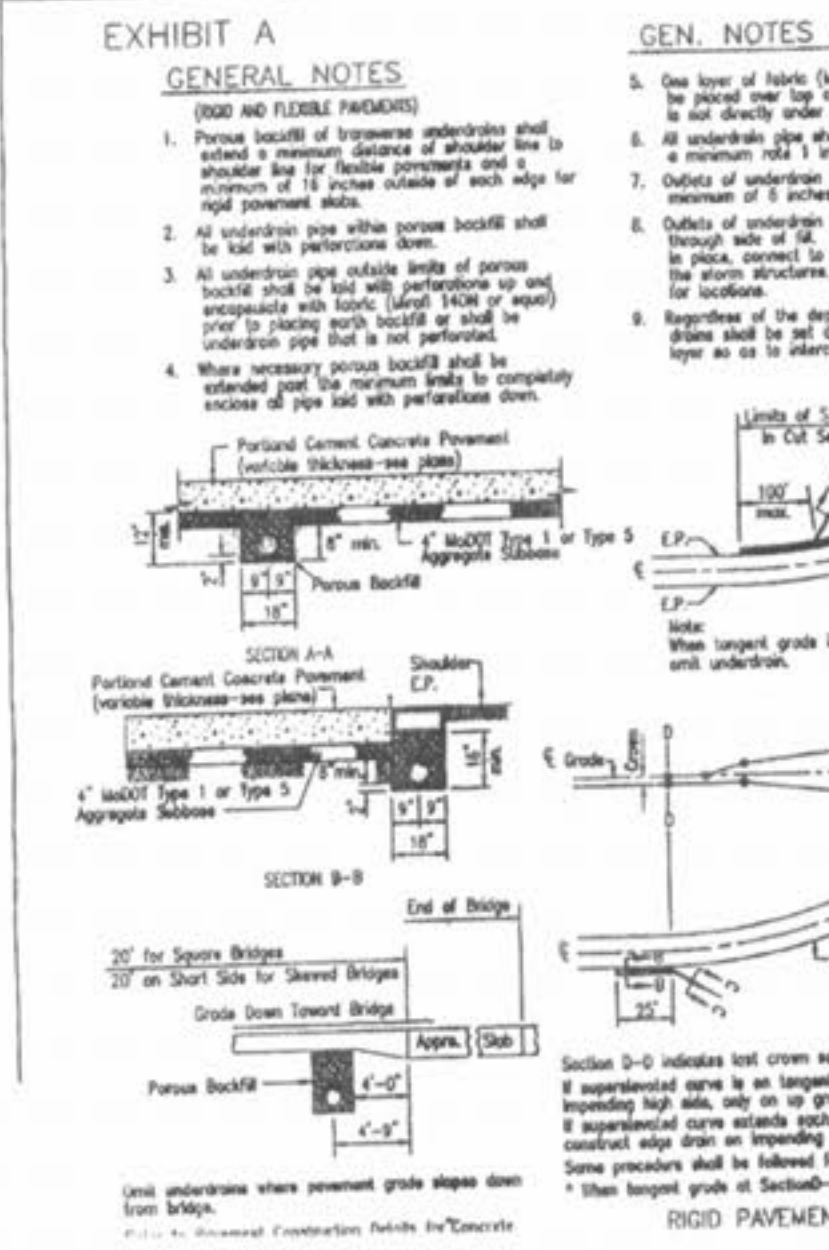 EXHIBIT A
GENERAL NOTES
(RIGID AND FLEXIBLE PAVEMENTS)
1. Porous backfill of transverse underdrains shall
extend a minimum distance of shoulder line to
shoulder line for flexible pavements and a
minimum of 18 inches outside of each edge for
rigid pavement slabs.
2. All underdrain pipe within porous backfill shall
be laid with perforations down.
3. All underdrain pipe outside limits of porous
backfill shall be laid with perforations up and
encapsulate with fabric (Mirafi 140N or equal)
prior to placing earth backfill or shall be
underdrain pipe that is not perforated.
4. Where necessary porous backfill shall be
extended past the minimum limits to completely
enclose all pipe laid with perforations down.
Portland Cement Concrete Pavement
(variable thickness-see plans)
12"
8" min.
4" MoDOT Type 1 or Type 5
Aggregate Subbase
2"
9" 9"
Porous Backfill
18"
SECTION A-A
Portland Cement Concrete Pavement
(variable thickness-see plans)
Shoulder
E.P.
8" min.
min.
4" MoDOT Type 1 or Type 5
Aggregate Subbase
2"
9" 9"
18"
SECTION B-B
End of Bridge
20' for Square Bridges
20' on Short Side for Skewed Bridges
Grade Down Toward Bridge
Appro. Slab
Porous Backfill
4'-0"
4'-9"
Omit underdrains where pavement grade slopes down
from bridge.
Pavement Construction Details for Concrete
GEN. NOTES
5. One layer of fabric
be placed over top
is not directly under
6. All underdrain pipe
a minimum rate 1
7. Outlets of underdrain
minimum of 6 inches
8. Outlets of underdrain
through side of fill.
in place, connect to
the storm structures.
for locations.
9. Regardless of the
drains shall be set
layer so as to
Limits of
In Cut
100'
max.
E.P.
℄
E.P.
Note:
When tangent grade
omit underdrain.
℄ Grade
Crown
D
D
℄
B
B
C
C
25'
Section D-D indicates last crown
If superelevated curve is on
impending high side, only on up
If superelevated curve extends
construct edge drain on impending
Same procedure shall be followed
* When tangent grade at Section D-
RIGID